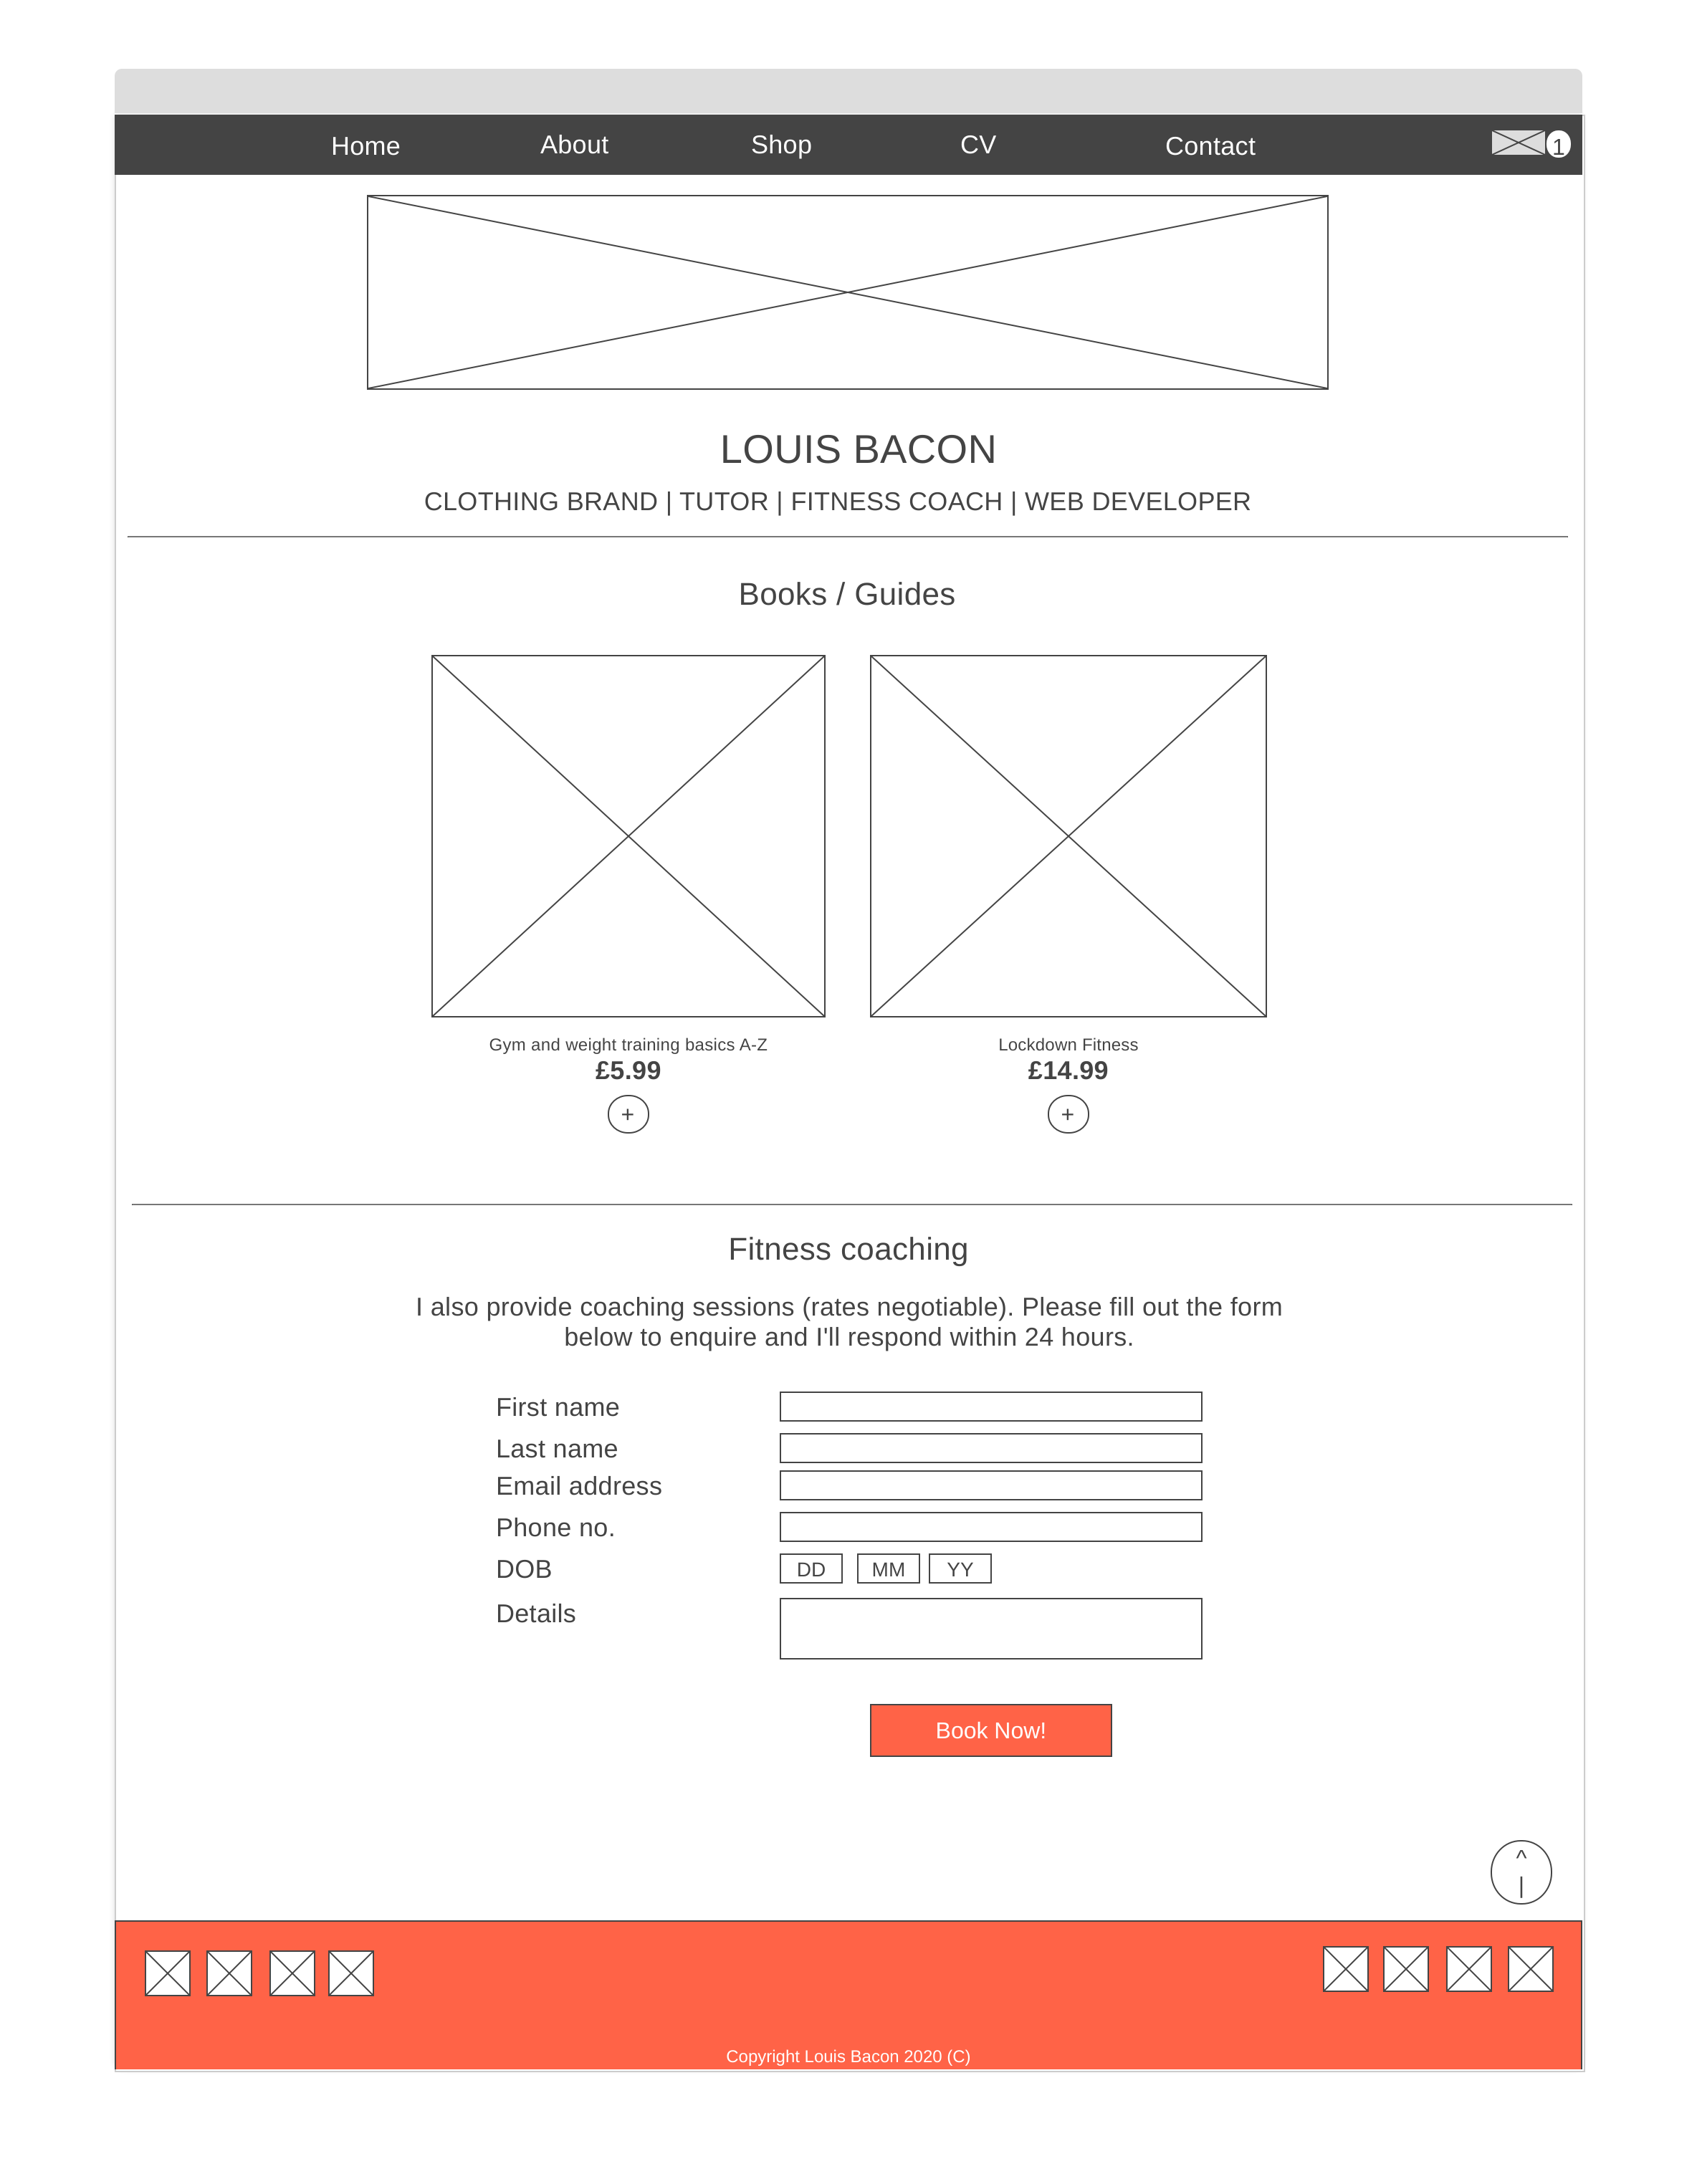 Home About Shop CV Contact 1
LOUIS BACON
CLOTHING BRAND | TUTOR | FITNESS COACH | WEB DEVELOPER
Books / Guides
Gym and weight training basics A-Z
£5.99
+
Lockdown Fitness
£14.99
+
Fitness coaching
I also provide coaching sessions (rates negotiable). Please fill out the form
below to enquire and I'll respond within 24 hours.
First name
Last name
Email address
Phone no.
DOB DD MM YY
Details
Book Now!
^
|
Copyright Louis Bacon 2020 (C)